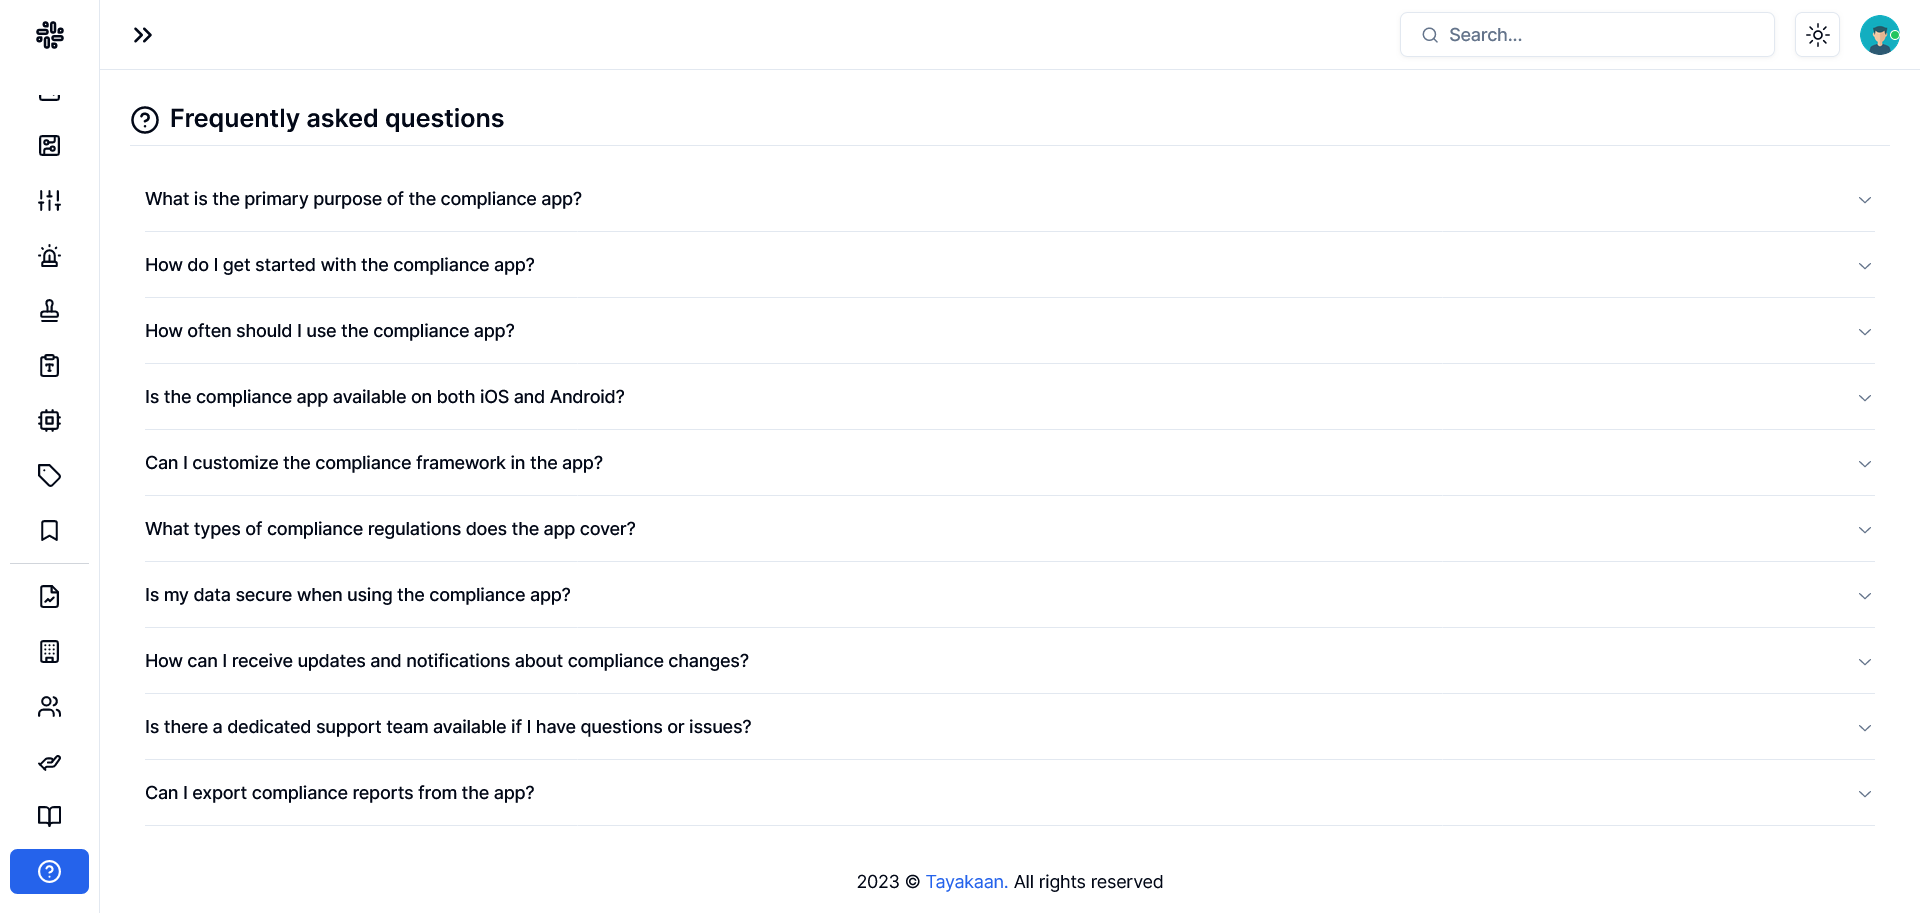 Search...
Frequently asked questions
What is the primary purpose of the compliance app?
How do I get started with the compliance app?
How often should I use the compliance app?
Is the compliance app available on both iOS and Android?
Can I customize the compliance framework in the app?
What types of compliance regulations does the app cover?
Is my data secure when using the compliance app?
How can I receive updates and notifications about compliance changes?
Is there a dedicated support team available if I have questions or issues?
Can I export compliance reports from the app?
2023 © Tayakaan. All rights reserved